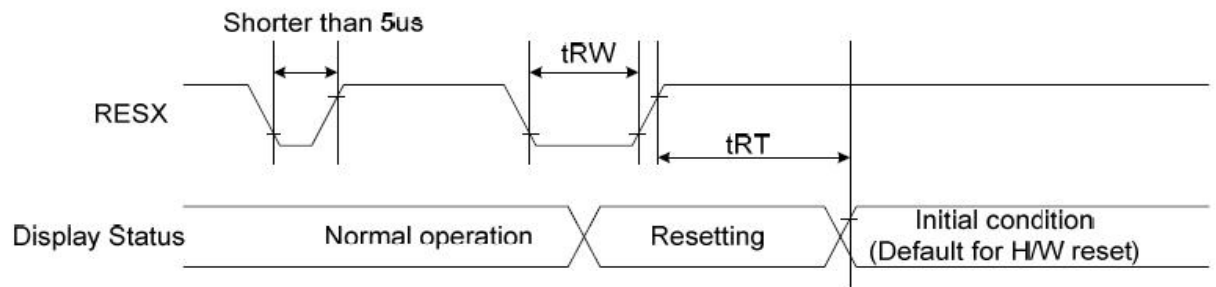 Shorter than 5us
tRW
RESX
tRT
Display Status
Normal operation
Resetting
Initial condition
(Default for H/W reset)